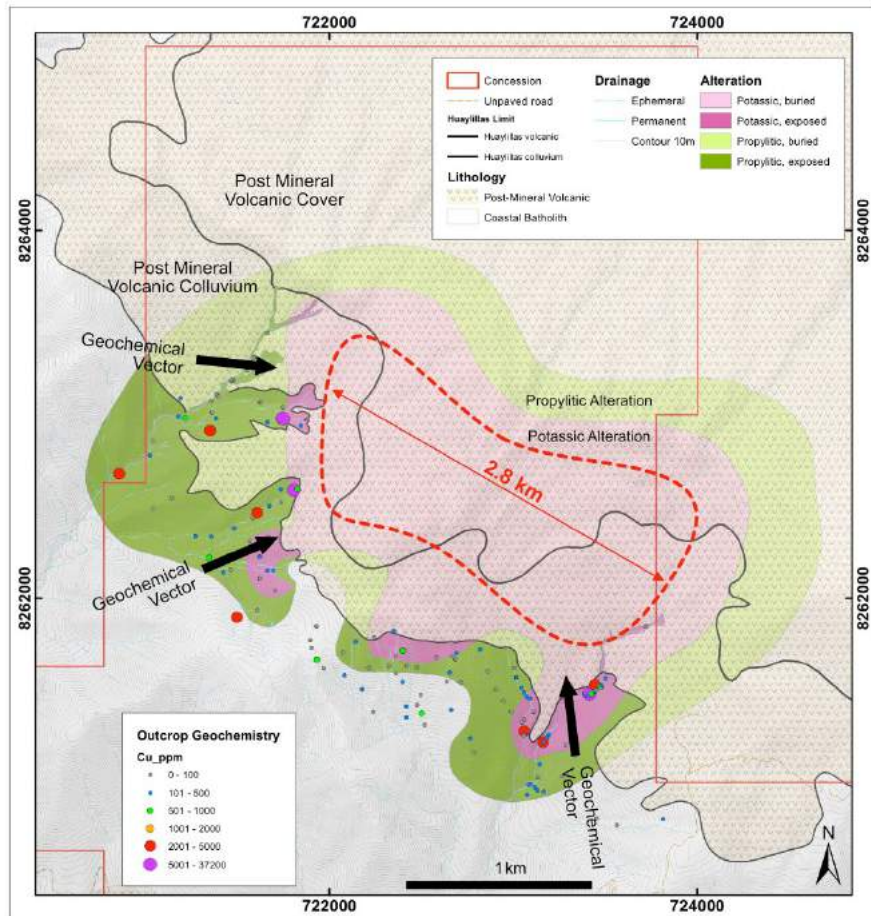 722000
724000
Concession
Unpaved road
Huaylillas Limit
Huaylillas volcanic
Huaylillas colluvium
Lithology
Post-Mineral Volcanic
Coastal Batholith
Drainage
Ephemeral
Permanent
Contour 10m
Alteration
Potassic, buried
Potassic, exposed
Propylitic, buried
Propylitic, exposed
Post Mineral
Volcanic Cover
8264000
8264000
Post Mineral
Volcanic Colluvium
Geochemical
Vector
Propylitic Alteration
Potassic Alteration
2.8 km
Geochemical
Vector
8262000
8262000
Geochemical
Vector
Outcrop Geochemistry
Cu_ppm
0 - 100
101 - 500
501 - 1000
1001 - 2000
2001 - 5000
5001 - 37200
1km
N
722000
724000